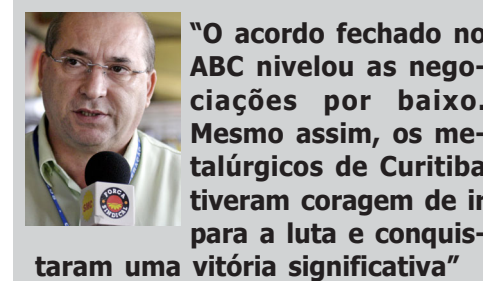 “O acordo fechado no
ABC nivelou as nego-
ciações por baixo.
Mesmo assim, os me-
talúrgicos de Curitiba
tiveram coragem de ir
para a luta e conquis-
taram uma vitória significativa”
FORÇA
SINDICAL